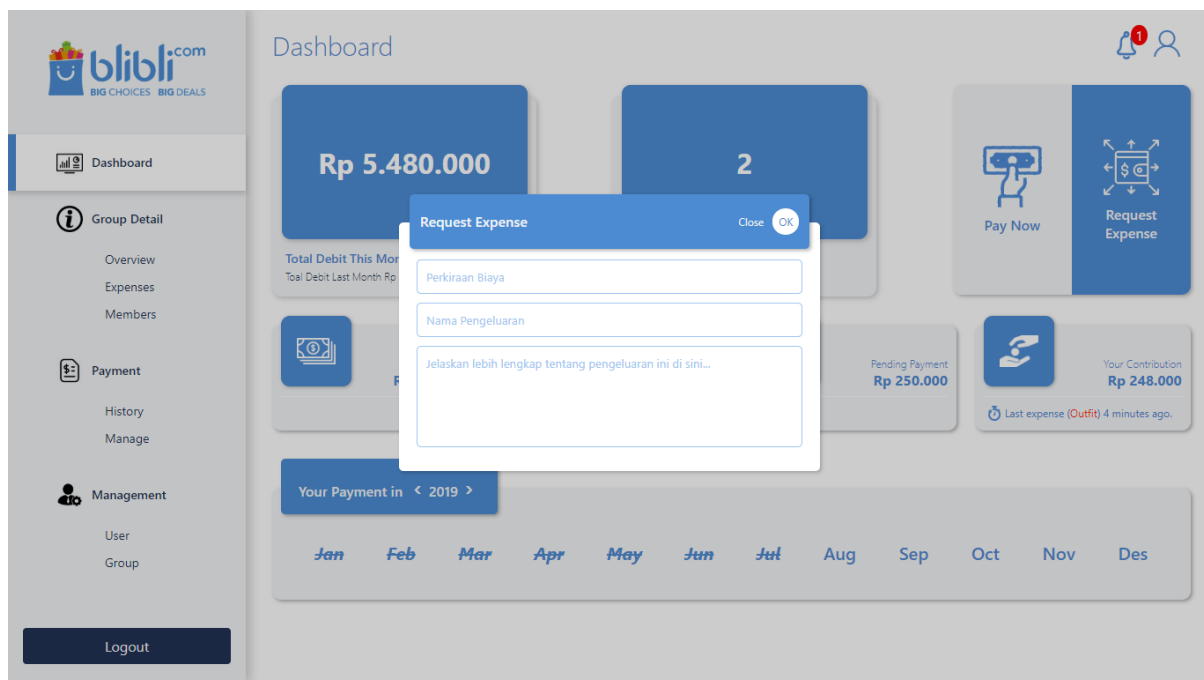 blibli.com
BIG CHOICES BIG DEALS
Dashboard
Group Detail
Overview
Expenses
Members
Payment
History
Manage
Management
User
Group
Logout
Dashboard
1
Rp 5.480.000
Total Debit This Mor
Toal Debit Last Month Rp
2
Pay Now
Request
Expense
Request Expense
Close
OK
Perkiraan Biaya
Nama Pengeluaran
Jelaskan lebih lengkap tentang pengeluaran ini di sini...
Pending Payment
Rp 250.000
Your Contribution
Rp 248.000
Last expense (Outfit) 4 minutes ago.
Your Payment in < 2019 >
Jan Feb Mar Apr May Jun Jul Aug Sep Oct Nov Des